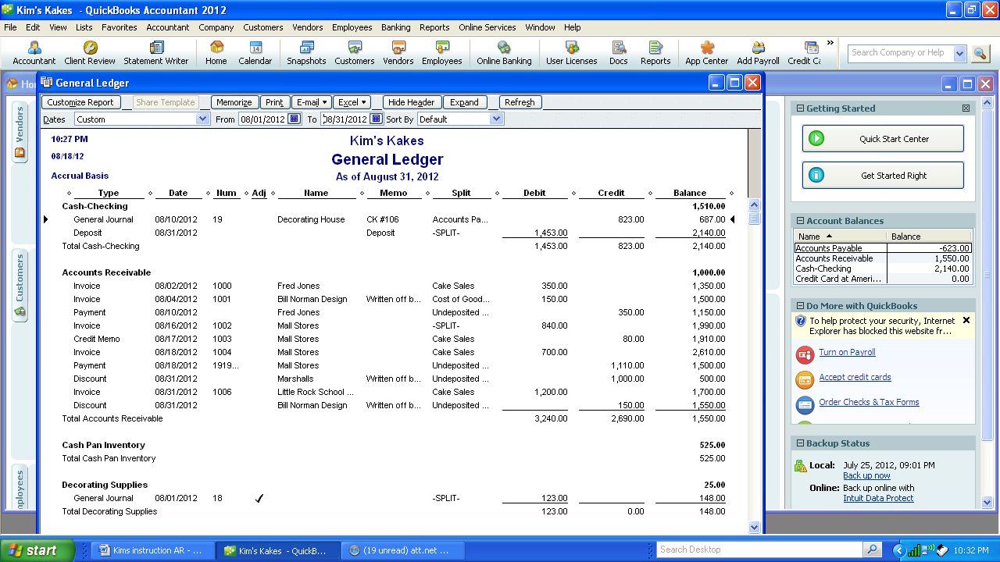 Kim's Kakes - QuickBooks Accountant 2012
File Edit View Lists Favorites Accountant Company Customers Vendors Employees Banking Reports Online Services Window Help
Accountant Client Review Statement Writer Home Calendar Snapshots Customers Vendors Employees Online Banking User Licenses Docs Reports App Center Add Payroll Credit Ca
Search Company or Help
Ho
General Ledger
Customize Report Share Template Memorize Print E-mail Excel Hide Header Expand Refresh
Dates Custom From 08/01/2012 To 08/31/2012 Sort By Default
10:27 PM
08/18/12
Accrual Basis
Kim's Kakes
General Ledger
As of August 31, 2012
Type Date Num Adj Name Memo Split Debit Credit Balance
Cash-Checking 1,510.00
General Journal 08/10/2012 19 Decorating House CK #106 Accounts Pa... 823.00 687.00
Deposit 08/31/2012 Deposit -SPLIT- 1,453.00 2,140.00
Total Cash-Checking 1,453.00 823.00 2,140.00
Accounts Receivable 1,000.00
Invoice 08/02/2012 1000 Fred Jones Cake Sales 350.00 1,350.00
Invoice 08/04/2012 1001 Bill Norman Design Written off b... Cost of Good... 150.00 1,500.00
Payment 08/10/2012 Fred Jones Undeposited ... 350.00 1,150.00
Invoice 08/16/2012 1002 Mall Stores -SPLIT- 840.00 1,990.00
Credit Memo 08/17/2012 1003 Mall Stores Cake Sales 80.00 1,910.00
Invoice 08/18/2012 1004 Mall Stores Cake Sales 700.00 2,610.00
Payment 08/18/2012 1919... Mall Stores Undeposited ... 1,110.00 1,500.00
Discount 08/31/2012 Marshalls Written off b... Undeposited ... 1,000.00 500.00
Invoice 08/31/2012 1006 Little Rock School ... Cake Sales 1,200.00 1,700.00
Discount 08/31/2012 Bill Norman Design Written off b... Undeposited ... 150.00 1,550.00
Total Accounts Receivable 3,240.00 2,690.00 1,550.00
Cash Pan Inventory 525.00
Total Cash Pan Inventory 525.00
Decorating Supplies 25.00
General Journal 08/01/2012 18 ✓ -SPLIT- 123.00 148.00
Total Decorating Supplies 123.00 0.00 148.00
Vendors
Customers
mployees
Getting Started
Quick Start Center
Get Started Right
Account Balances
Name Balance
Accounts Payable -623.00
Accounts Receivable 1,550.00
Cash-Checking 2,140.00
Credit Card at Ameri... 0.00
Do More with QuickBooks
To help protect your security, Internet
Explorer has blocked this website fr...
Turn on Payroll
Accept credit cards
Order Checks & Tax Forms
Backup Status
Local: July 25, 2012, 09:01 PM
Back up now
Online: Back up online with
Intuit Data Protect
start Kims instruction AR - ... Kim's Kakes - QuickB... (19 unread) att.net ... Search Desktop 10:32 PM